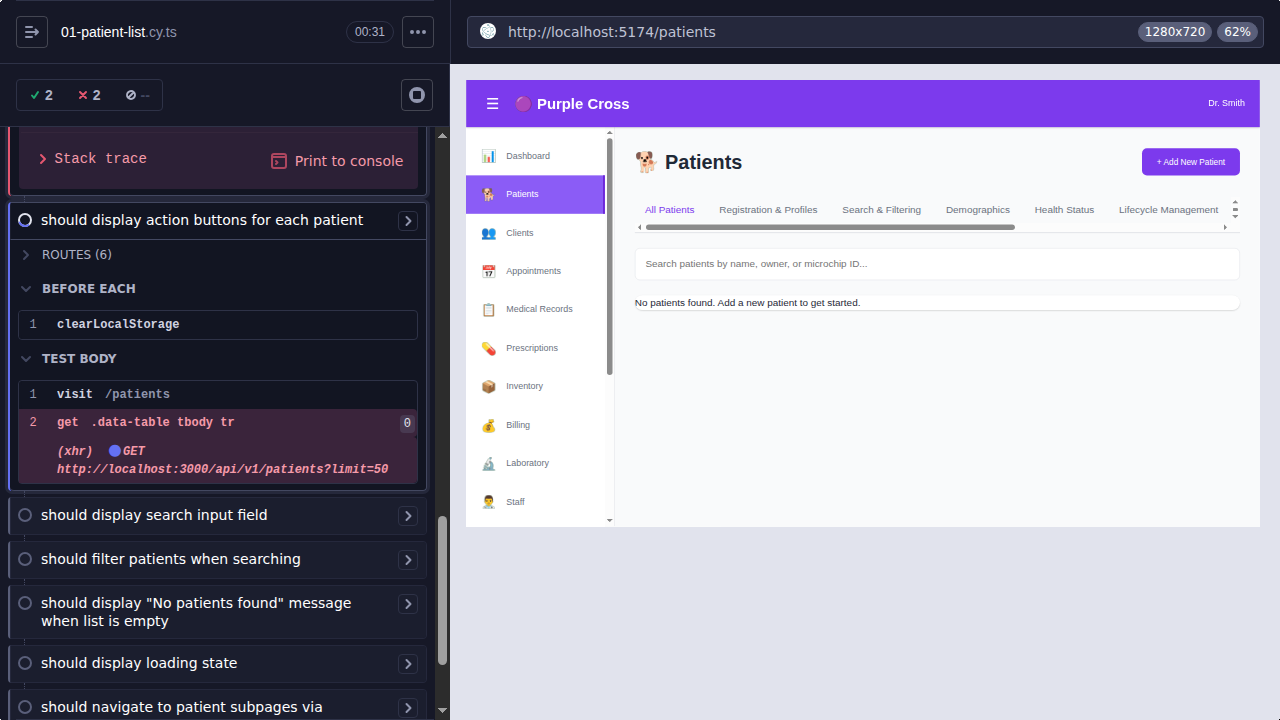 01-patient-list.cy.ts
00:31
2
2
--
Stack trace
Print to console
should display action buttons for each patient
ROUTES (6)
BEFORE EACH
1 clearLocalStorage
TEST BODY
1 visit /patients
2 get .data-table tbody tr 0
(xhr) GET
http://localhost:3000/api/v1/patients?limit=50
should display search input field
should filter patients when searching
should display "No patients found" message
when list is empty
should display loading state
should navigate to patient subpages via
http://localhost:5174/patients
1280x720
62%
Purple Cross
Dr. Smith
Dashboard
Patients
Clients
Appointments
Medical Records
Prescriptions
Inventory
Billing
Laboratory
Staff
Patients
+ Add New Patient
All Patients
Registration & Profiles
Search & Filtering
Demographics
Health Status
Lifecycle Management
Search patients by name, owner, or microchip ID...
No patients found. Add a new patient to get started.